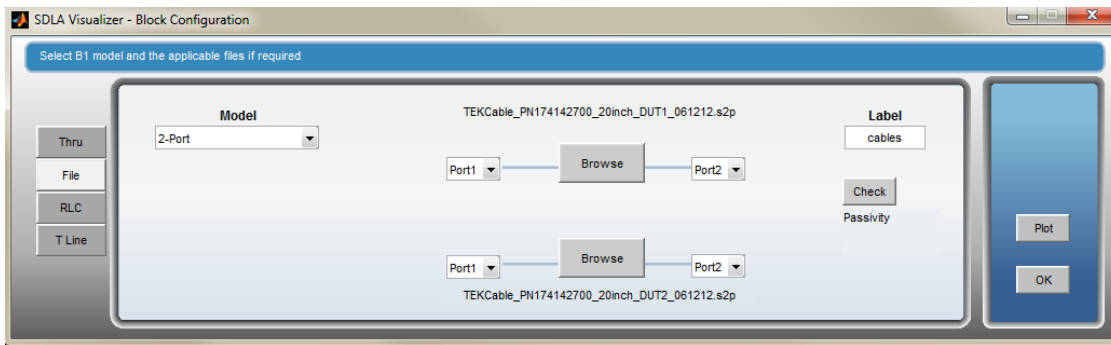 SDLA Visualizer - Block Configuration
Select B1 model and the applicable files if required
Thru
File
RLC
T Line
Model
2-Port
TEKCable_PN174142700_20inch_DUT1_061212.s2p
Port1
Browse
Port2
Port1
Browse
Port2
TEKCable_PN174142700_20inch_DUT2_061212.s2p
Label
cables
Check
Passivity
Plot
OK